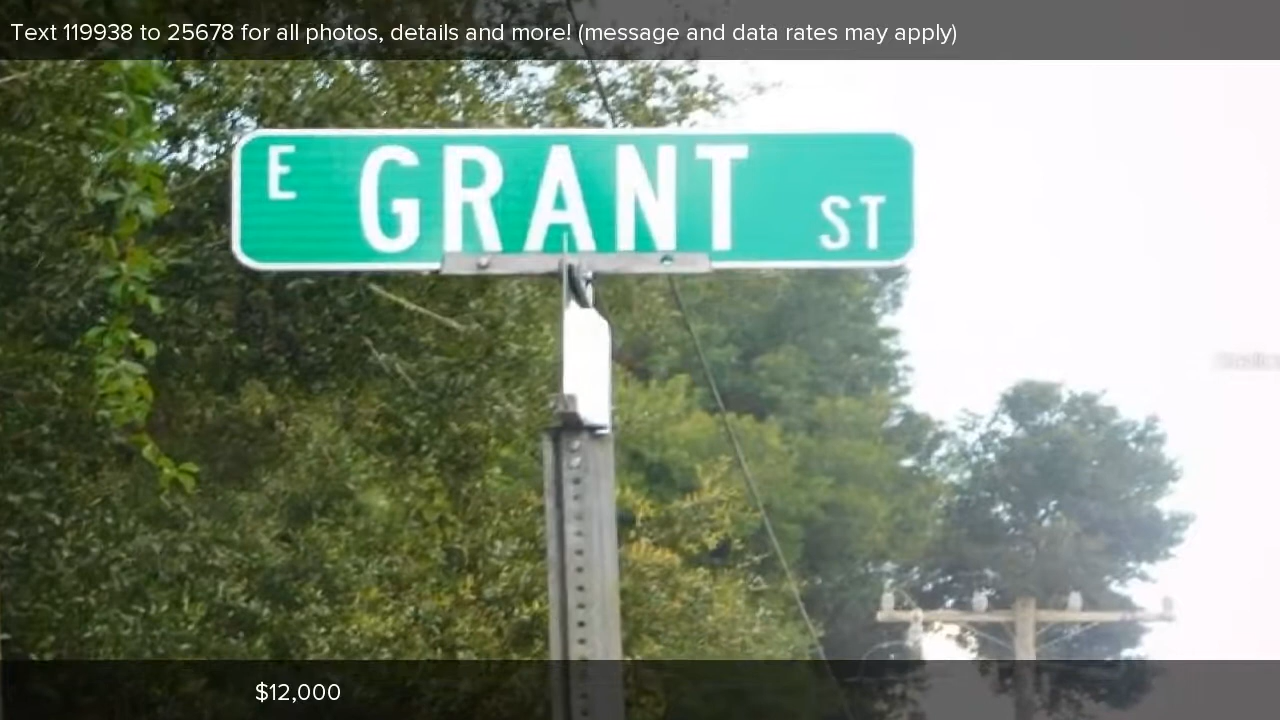 Text 119938 to 25678 for all photos, details and more! (message and data rates may apply)
E GRANT ST
$12,000